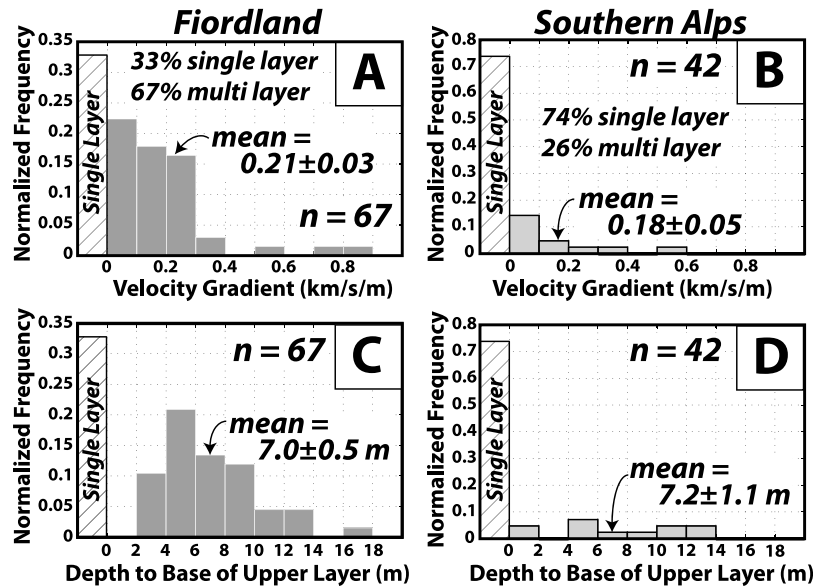 Fiordland
Southern Alps
Normalized Frequency
0.35
0.3
0.25
0.2
0.15
0.1
0.05
0
Single Layer
33% single layer
67% multi layer
A
mean =
0.21±0.03
n = 67
0 0.2 0.4 0.6 0.8
Velocity Gradient (km/s/m)
Normalized Frequency
0.8
0.7
0.6
0.5
0.4
0.3
0.2
0.1
0
Single Layer
n = 42
B
74% single layer
26% multi layer
mean =
0.18±0.05
0 0.2 0.4 0.6 0.8
Velocity Gradient (km/s/m)
Normalized Frequency
0.35
0.3
0.25
0.2
0.15
0.1
0.05
0
Single Layer
n = 67
C
mean =
7.0±0.5 m
0 2 4 6 8 10 12 14 16 18
Depth to Base of Upper Layer (m)
Normalized Frequency
0.8
0.7
0.6
0.5
0.4
0.3
0.2
0.1
0
Single Layer
n = 42
D
mean =
7.2±1.1 m
0 2 4 6 8 10 12 14 16 18
Depth to Base of Upper Layer (m)